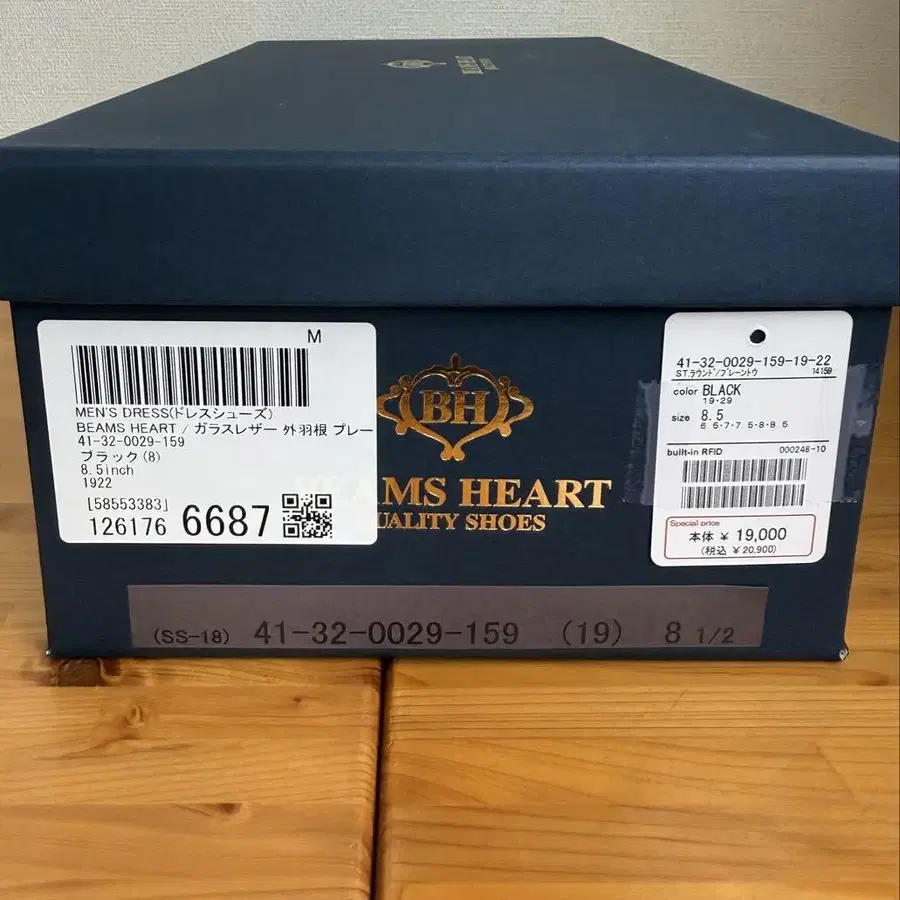 M
MEN'S DRESS(ドレスシューズ)
BEAMS HEART / ガラスレザー 外羽根 プレー
41-32-0029-159
ブラック(8)
8.5inch
1922
[58553383]
126176 6687
BH
EAMS HEART
UALITY SHOES
41-32-0029-159-19-22
ST.ラウンド/プレーントウ 14159
color BLACK
19・29
size 8.5
6.5・7・7.5・8・8.5
built-in RFID 000248-10
Special price
本体 ¥ 19,000
(税込 ¥20,900)
(SS-18) 41-32-0029-159 (19) 8 1/2